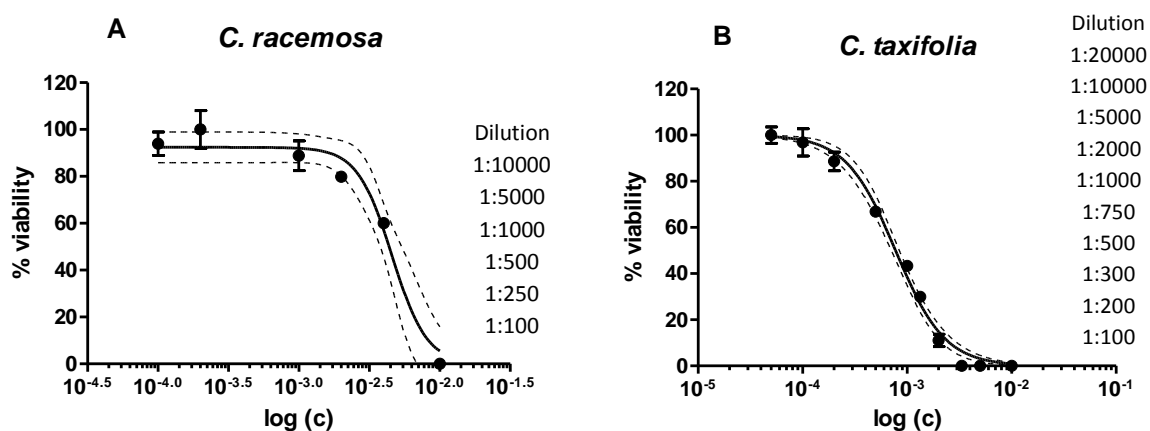 A
C. racemosa
120
100
80
60
40
20
0
% viability
10-4.5 10-4.0 10-3.5 10-3.0 10-2.5 10-2.0 10-1.5
log (c)
Dilution
1:10000
1:5000
1:1000
1:500
1:250
1:100
B
C. taxifolia
120
100
80
60
40
20
0
% viability
10-5 10-4 10-3 10-2 10-1
log (c)
Dilution
1:20000
1:10000
1:5000
1:2000
1:1000
1:750
1:500
1:300
1:200
1:100